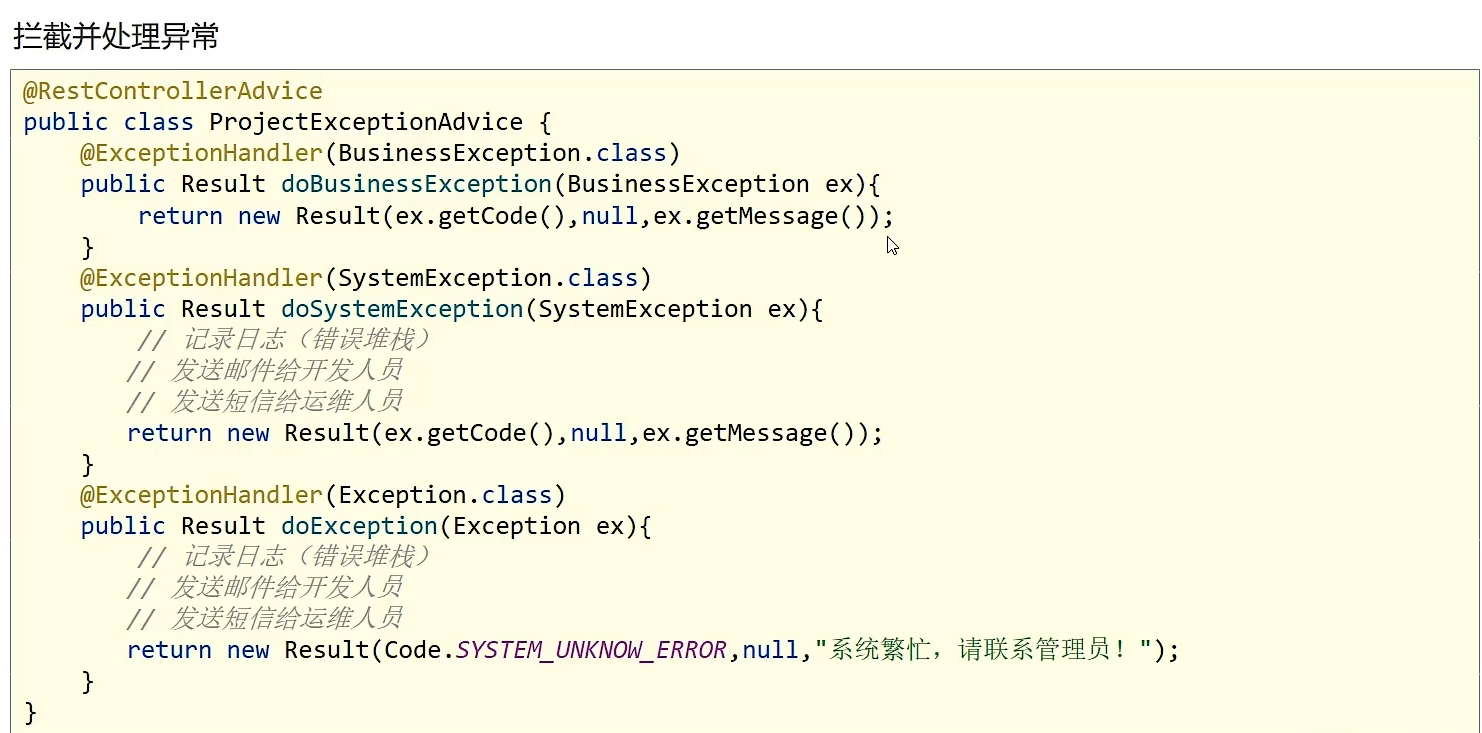 拦截并处理异常
@RestControllerAdvice
public class ProjectExceptionAdvice {
@ExceptionHandler(BusinessException.class)
public Result doBusinessException(BusinessException ex){
return new Result(ex.getCode(),null,ex.getMessage());
}
@ExceptionHandler(SystemException.class)
public Result doSystemException(SystemException ex){
// 记录日志（错误堆栈）
// 发送邮件给开发人员
// 发送短信给运维人员
return new Result(ex.getCode(),null,ex.getMessage());
}
@ExceptionHandler(Exception.class)
public Result doException(Exception ex){
// 记录日志（错误堆栈）
// 发送邮件给开发人员
// 发送短信给运维人员
return new Result(Code.SYSTEM_UNKNOW_ERROR,null,"系统繁忙，请联系管理员！");
}
}